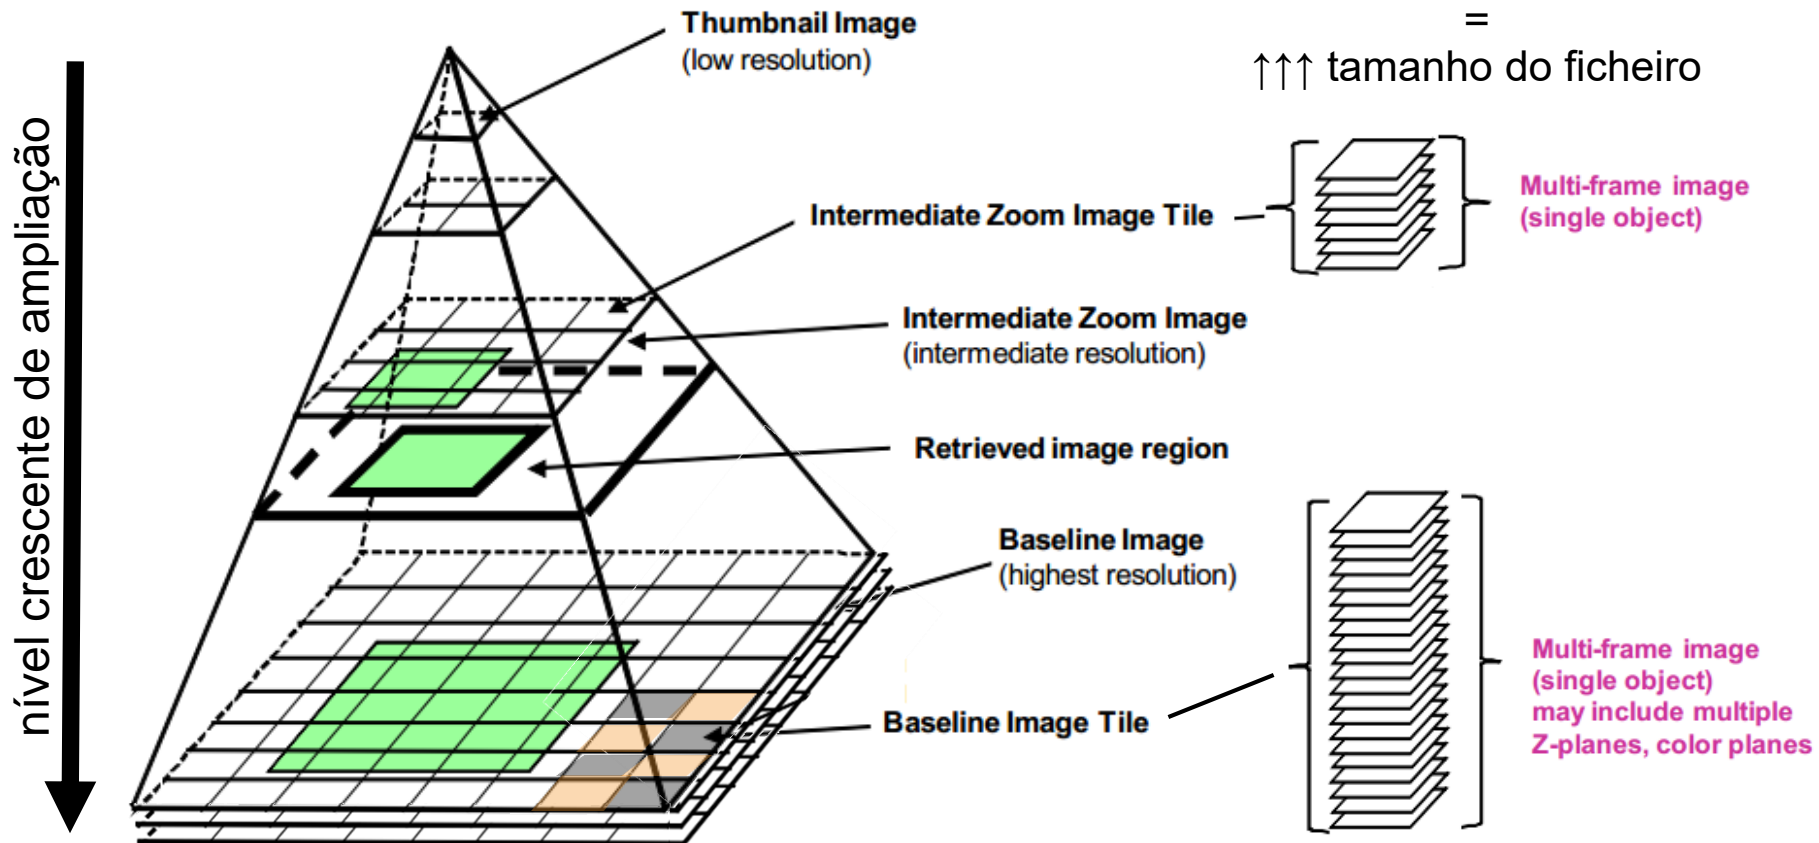 nível crescente de ampliação
Thumbnail Image
(low resolution)
=
↑↑↑ tamanho do ficheiro
Intermediate Zoom Image Tile
Multi-frame image
(single object)
Intermediate Zoom Image
(intermediate resolution)
Retrieved image region
Baseline Image
(highest resolution)
Baseline Image Tile
Multi-frame image
(single object)
may include multiple
Z-planes, color planes